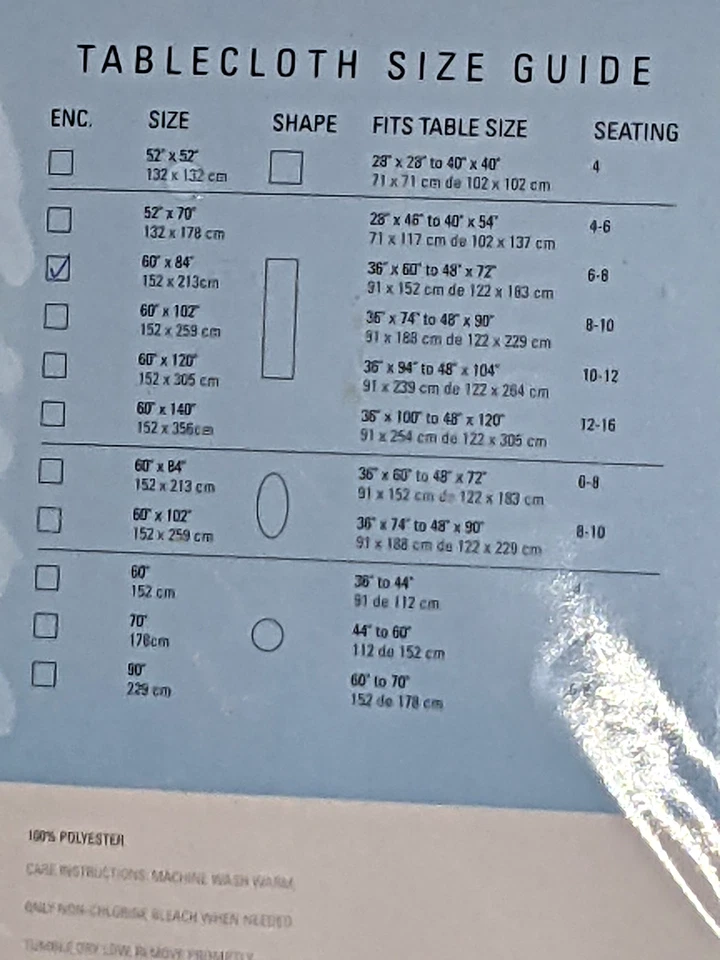 TABLECLOTH SIZE GUIDE
ENC. SIZE SHAPE FITS TABLE SIZE SEATING
52" x 52" 28" x 28" to 40" x 40" 4
132 x 132 cm 71 x 71 cm de 102 x 102 cm
52" x 70" 28" x 46" to 40" x 54" 4-6
132 x 178 cm 71 x 117 cm de 102 x 137 cm
60" x 84" 36" x 60" to 48" x 72" 6-8
152 x 213cm 91 x 152 cm de 122 x 183 cm
60" x 102" 36" x 74" to 48" x 90" 8-10
152 x 259 cm 91 x 188 cm de 122 x 229 cm
60" x 120" 36" x 94" to 48" x 104" 10-12
152 x 305 cm 91 x 239 cm de 122 x 264 cm
60" x 140" 36" x 100" to 48" x 120" 12-16
152 x 356cm 91 x 254 cm de 122 x 305 cm
60" x 84" 36" x 60" to 48" x 72" 6-8
152 x 213 cm 91 x 152 cm de 122 x 183 cm
60" x 102" 36" x 74" to 48" x 90" 8-10
152 x 259 cm 91 x 188 cm de 122 x 229 cm
60" 36" to 44"
152 cm 91 de 112 cm
70" 44" to 60"
178cm 112 de 152 cm
90" 60" to 70"
229 cm 152 de 178 cm
100% POLYESTER
CARE INSTRUCTIONS: MACHINE WASH WARM,
ONLY NON-CHLORINE BLEACH WHEN NEEDED
TUMBLE DRY LOW, REMOVE PROMPTLY